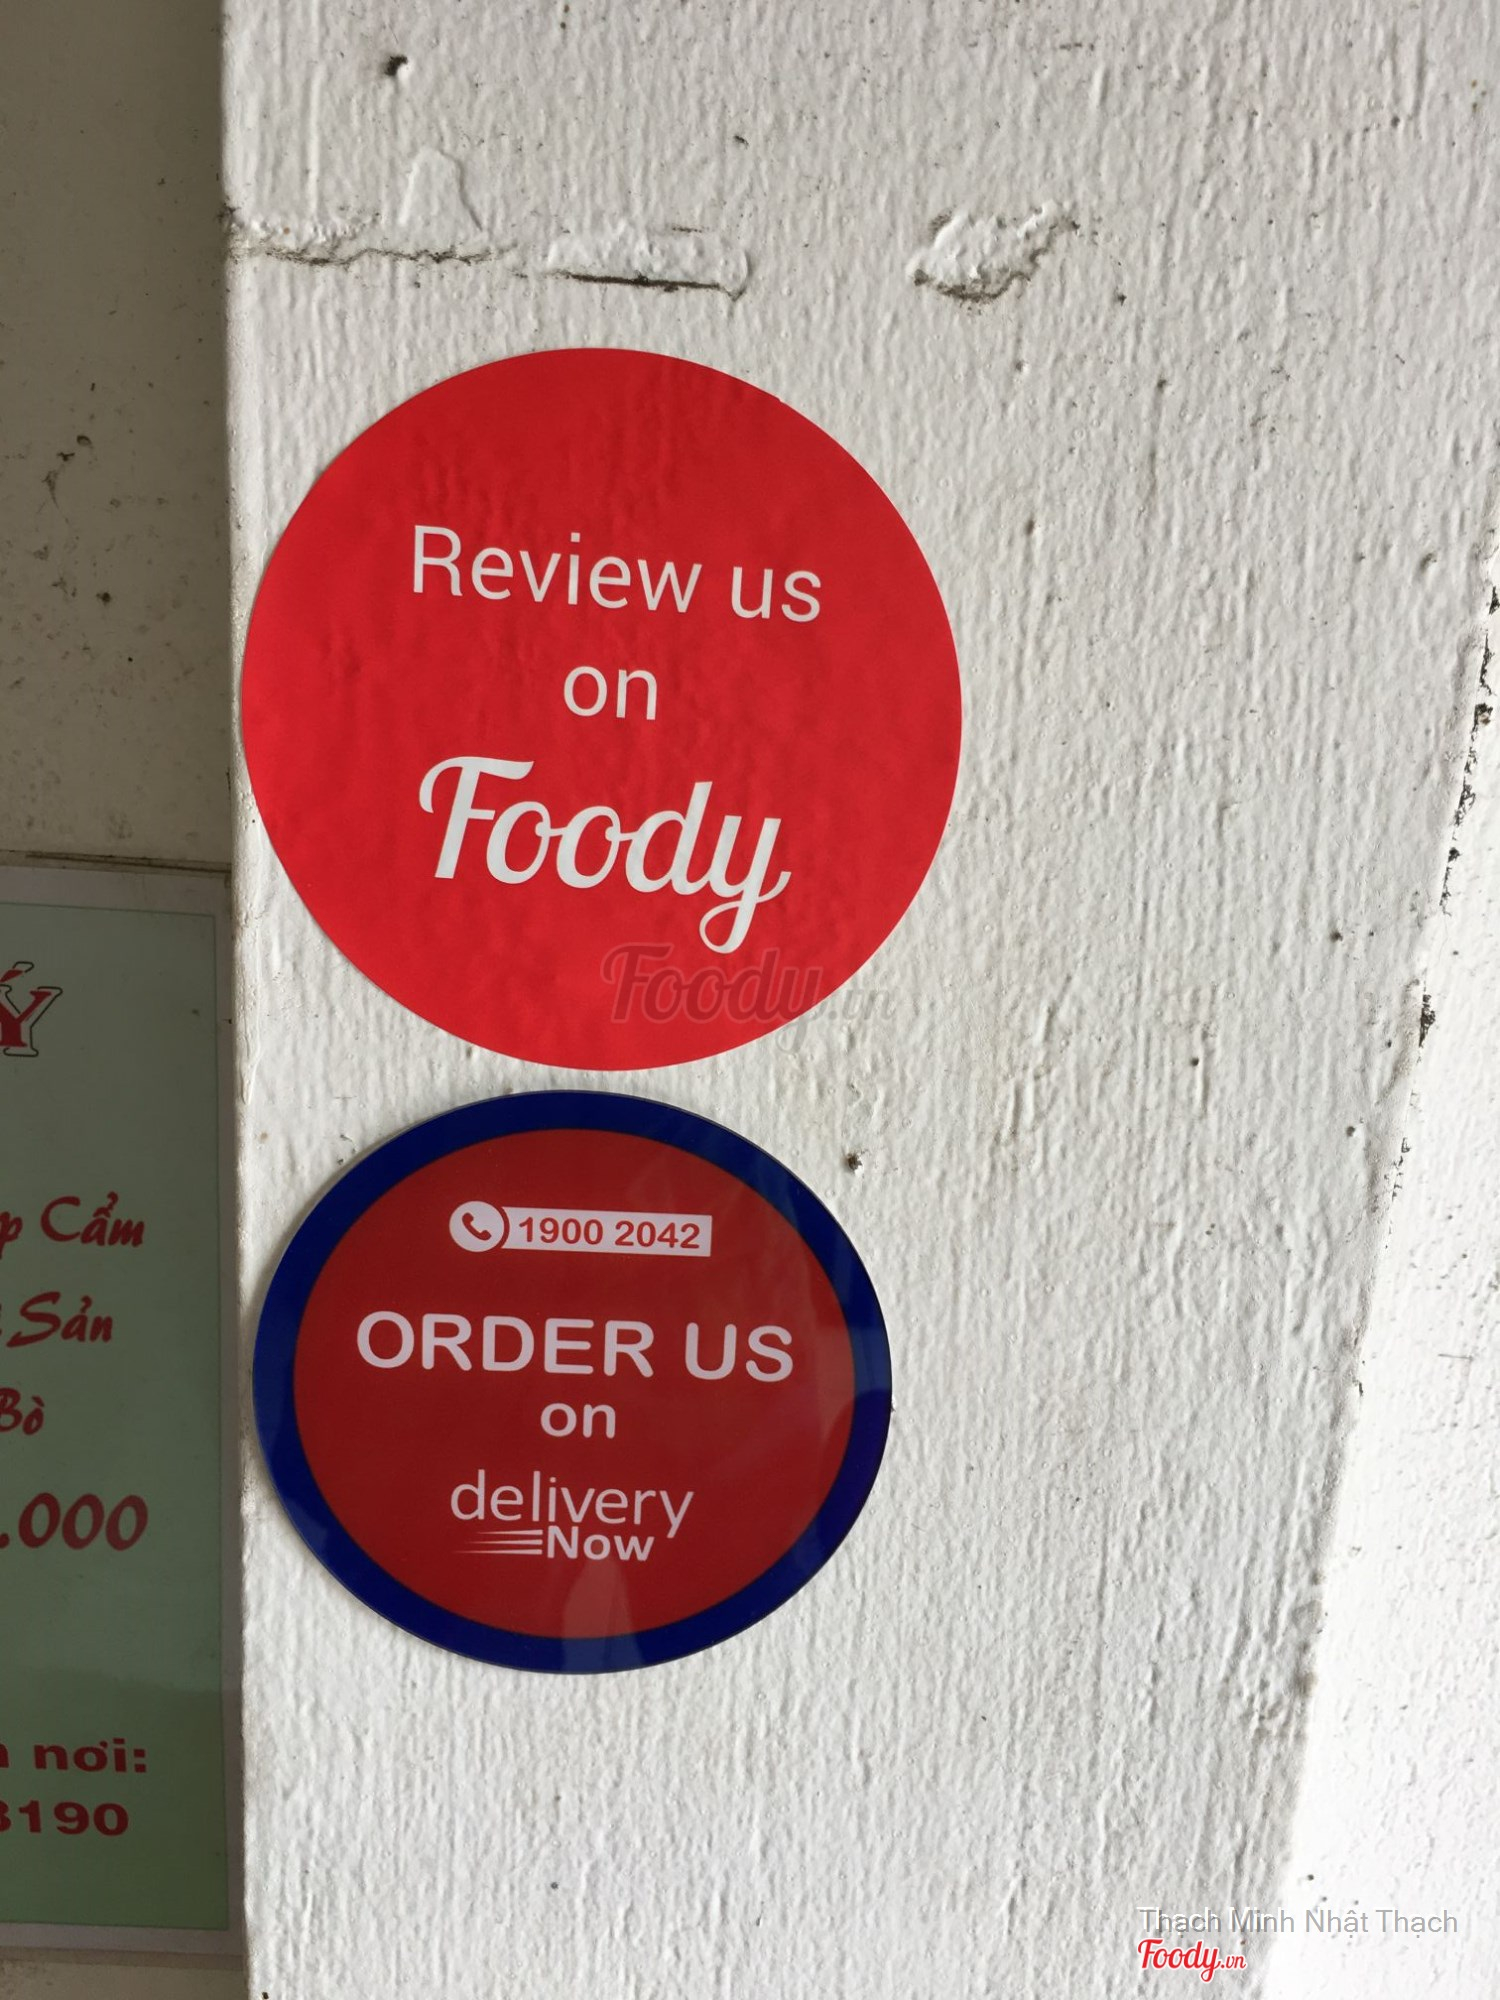 Review us
on
Foody
Foody.vn
1900 2042
ORDER US
on
delivery
Now
Cẩm
Sản
Bò
.000
nơi:
3190
Thạch Minh Nhật Thạch
Foody.vn